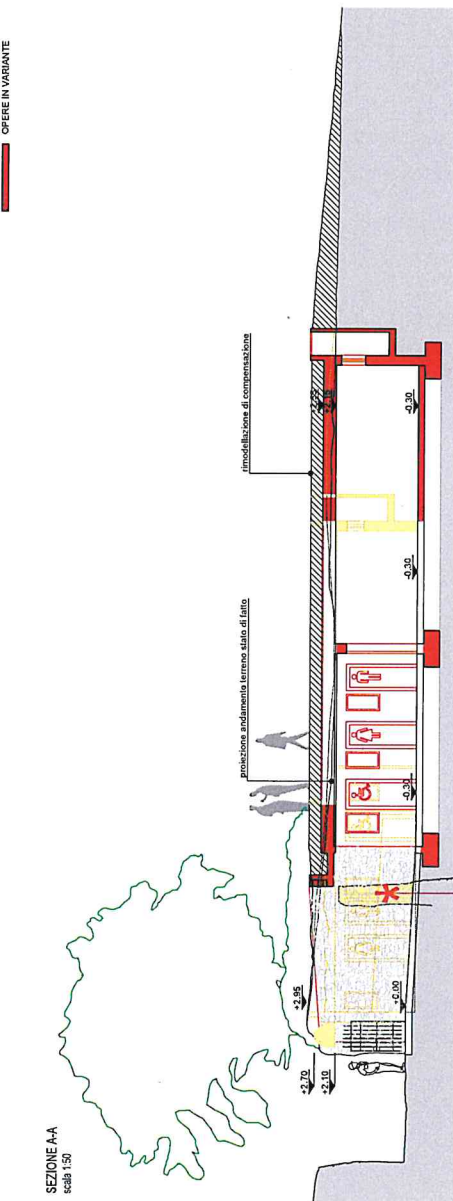 OPERE IN VARIANTE
SEZIONE A-A
scala 1:50
rimodellazione di compensazione
proiezione andamento terreno stato di fatto
+2.95
+2.70
+2.10
+0.00
-0.30
-0.30
-0.30